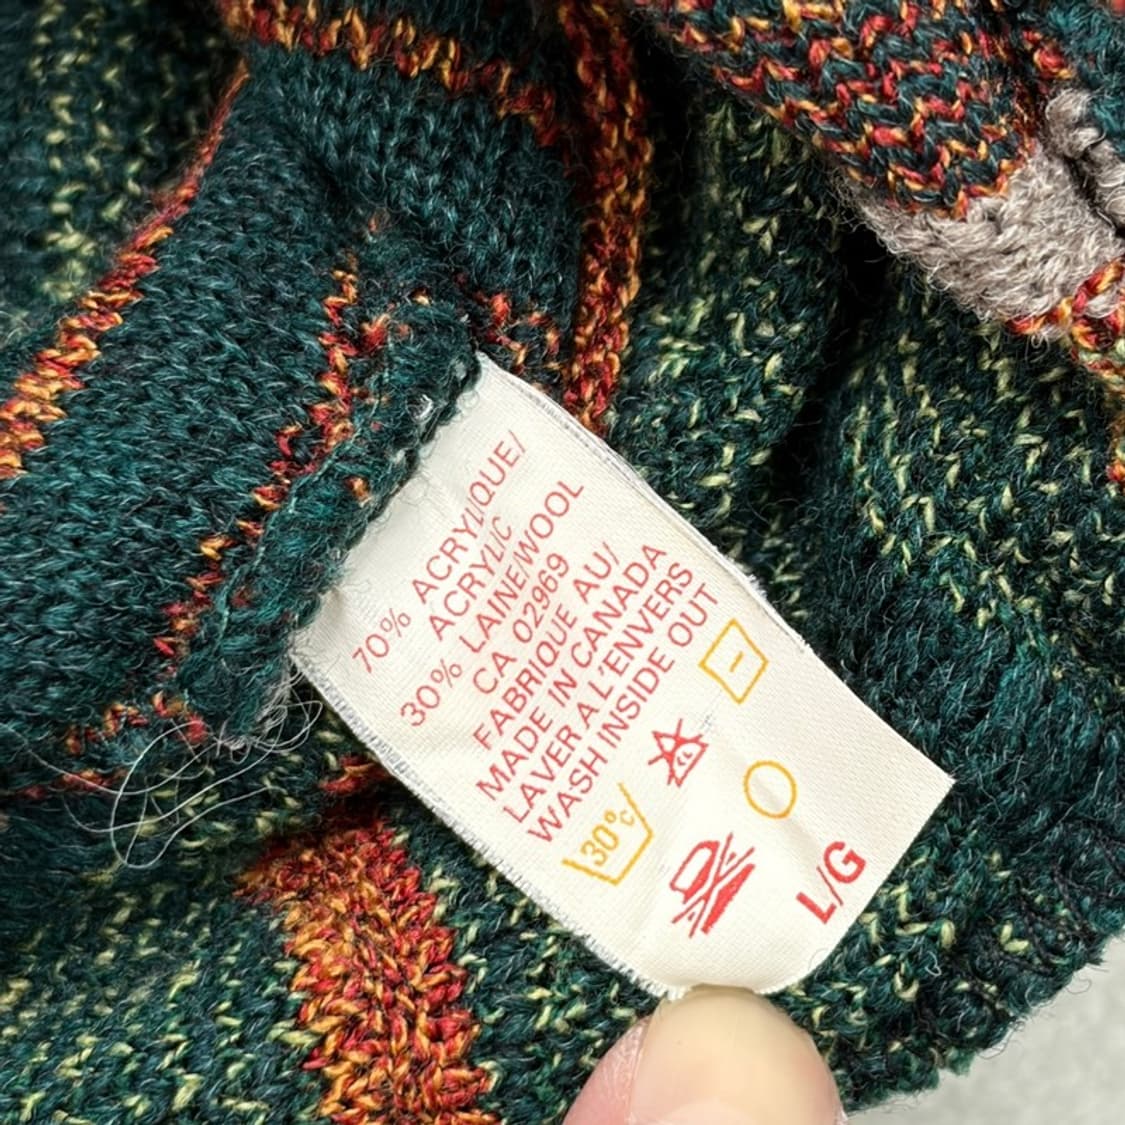 70% ACRYLIQUE/
ACRYLIC
30% LAINE/WOOL
CA 02969
FABRIQUE AU/
MADE IN CANADA
LAVER A L'ENVERS
WASH INSIDE OUT
30°C
L/G